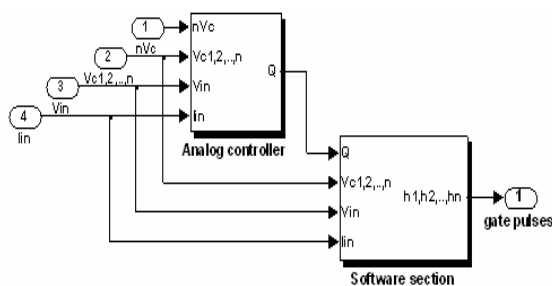 1
nVc
nVc
2
Vc1,2,..,n
Q
Vc1,2,..,n
3
Vin
Vin
4
Iin
Iin
Analog controller
Q
Vc1,2,..,n
h1,h2,..,hn
1
Vin
gate pulses
Iin
Software section